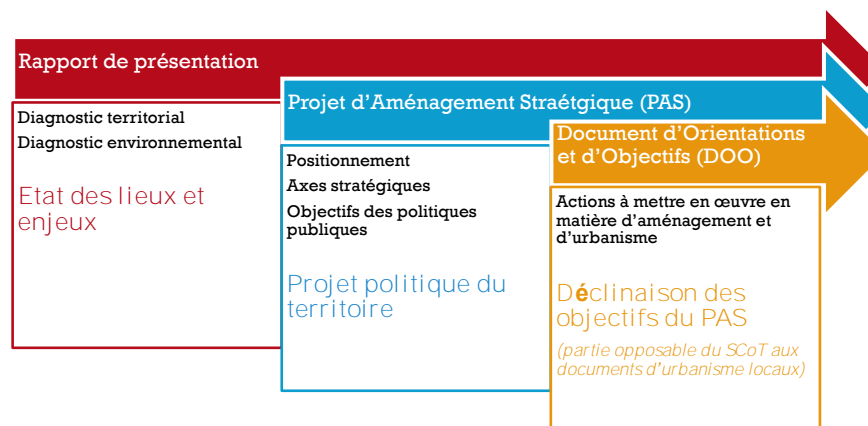 Rapport de présentation
Diagnostic territorial
Diagnostic environnemental
Etat des lieux et
enjeux
Projet d'Aménagement Straétgique (PAS)
Positionnement
Axes stratégiques
Objectifs des politiques
publiques
Projet politique du
territoire
Document d'Orientations
et d'Objectifs (DOO)
Actions à mettre en œuvre en
matière d'aménagement et
d'urbanisme
Déclinaison des
objectifs du PAS
(partie opposable du SCoT aux
documents d'urbanisme locaux)